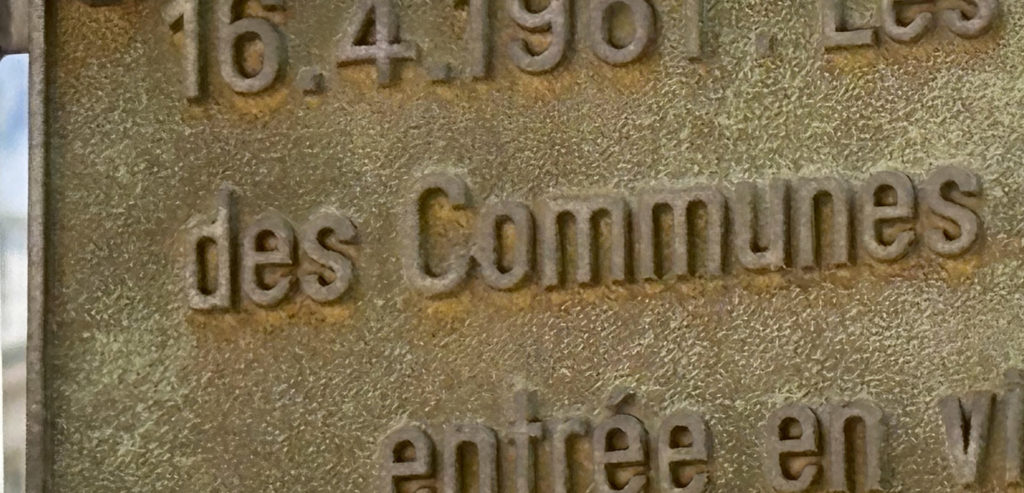 16.4.1961. Les
des Communes
entrée en